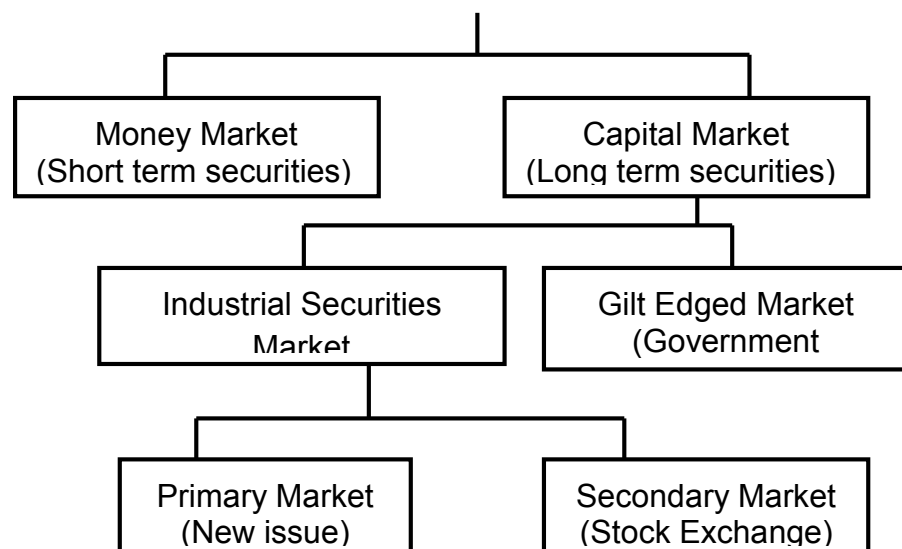 Money Market
(Short term securities)
Capital Market
(Long term securities)
Industrial Securities
Market
Gilt Edged Market
(Government
Primary Market
(New issue)
Secondary Market
(Stock Exchange)